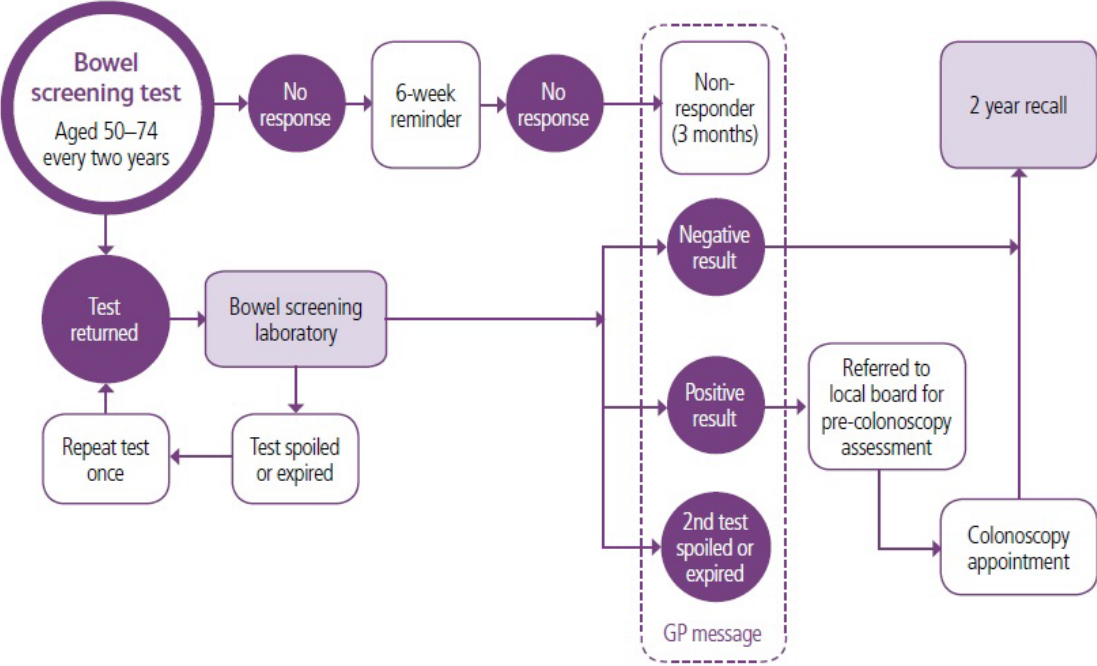 Bowel
screening test
Aged 50–74
every two years
No
response
6-week
reminder
No
response
Non-
responder
(3 months)
2 year recall
Negative
result
Test
returned
Bowel screening
laboratory
Positive
result
Referred to
local board for
pre-colonoscopy
assessment
Repeat test
once
Test spoiled
or expired
2nd test
spoiled or
expired
Colonoscopy
appointment
GP message